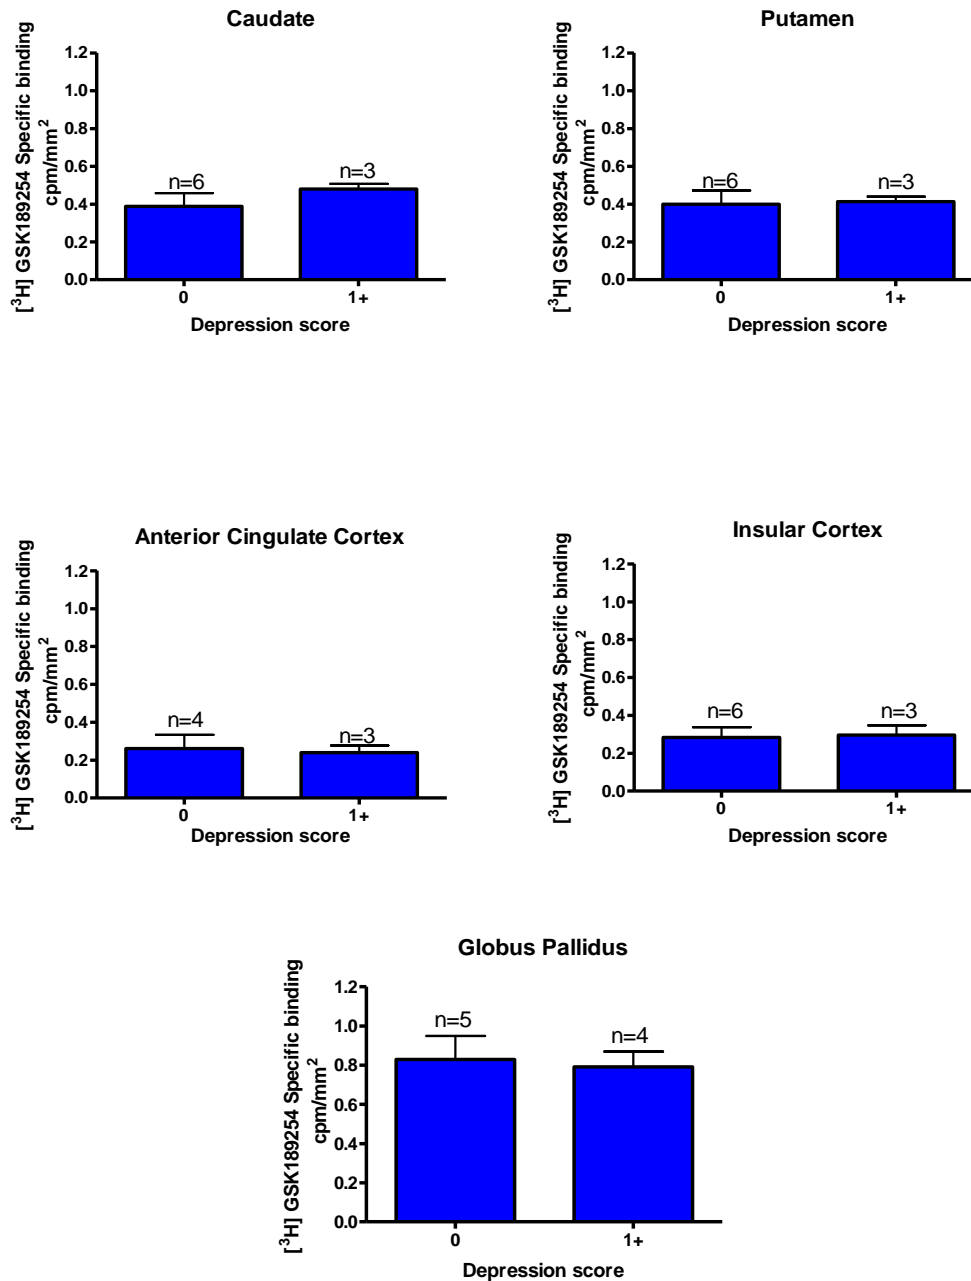 Caudate
[³H] GSK189254 Specific binding
cpm/mm²
1.2
1.0
0.8
0.6
0.4
0.2
0.0
n=6
n=3
0
1+
Depression score
Putamen
[³H] GSK189254 Specific binding
cpm/mm²
1.2
1.0
0.8
0.6
0.4
0.2
0.0
n=6
n=3
0
1+
Depression score
Anterior Cingulate Cortex
[³H] GSK189254 Specific binding
cpm/mm²
1.2
1.0
0.8
0.6
0.4
0.2
0.0
n=4
n=3
0
1+
Depression score
Insular Cortex
[³H] GSK189254 Specific binding
cpm/mm²
1.2
1.0
0.8
0.6
0.4
0.2
0.0
n=6
n=3
0
1+
Depression score
Globus Pallidus
[³H] GSK189254 Specific binding
cpm/mm²
1.2
1.0
0.8
0.6
0.4
0.2
0.0
n=5
n=4
0
1+
Depression score